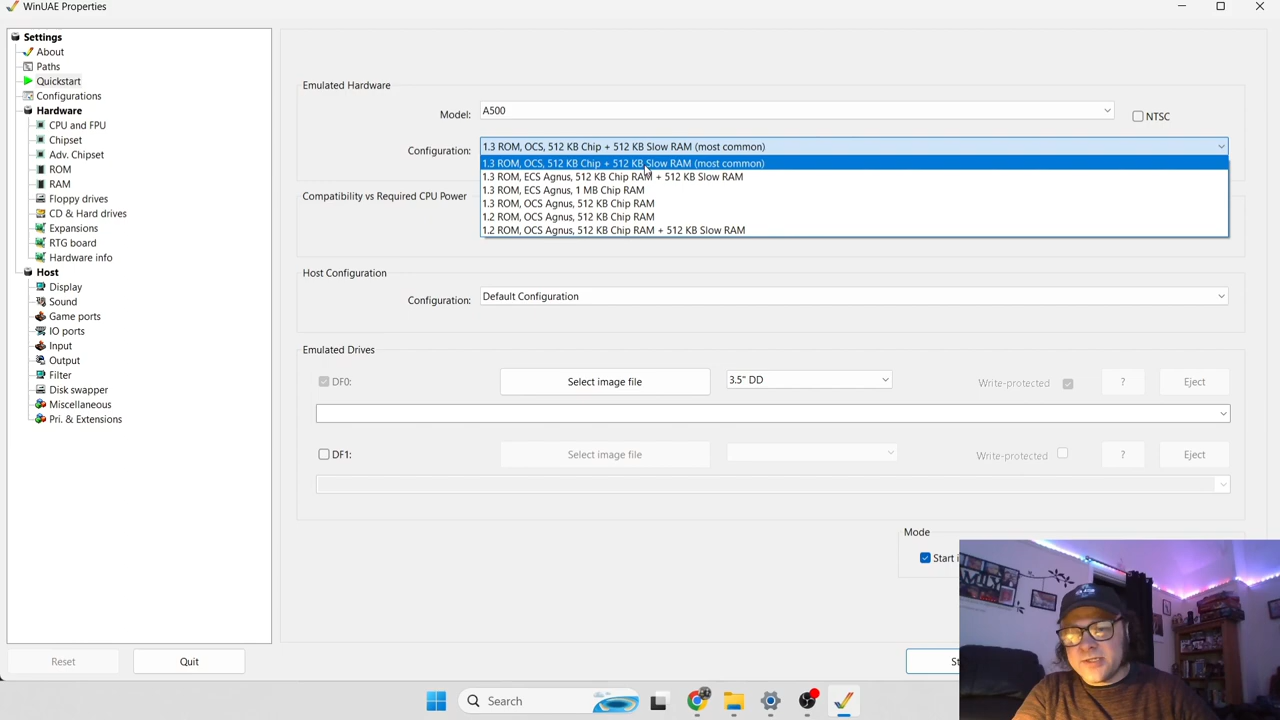 WinUAE Properties
Settings
About
Paths
Quickstart
Configurations
Hardware
CPU and FPU
Chipset
Adv. Chipset
ROM
RAM
Floppy drives
CD & Hard drives
Expansions
RTG board
Hardware info
Host
Display
Sound
Game ports
IO ports
Input
Output
Filter
Disk swapper
Miscellaneous
Pri. & Extensions
Reset
Quit
Emulated Hardware
Model:
A500
NTSC
Configuration:
1.3 ROM, OCS, 512 KB Chip + 512 KB Slow RAM (most common)
1.3 ROM, OCS, 512 KB Chip + 512 KB Slow RAM (most common)
1.3 ROM, ECS Agnus, 512 KB Chip RAM + 512 KB Slow RAM
1.3 ROM, ECS Agnus, 1 MB Chip RAM
1.3 ROM, OCS Agnus, 512 KB Chip RAM
1.2 ROM, OCS Agnus, 512 KB Chip RAM
1.2 ROM, OCS Agnus, 512 KB Chip RAM + 512 KB Slow RAM
Compatibility vs Required CPU Power
Host Configuration
Configuration:
Default Configuration
Emulated Drives
DF0:
Select image file
3.5" DD
Write-protected
?
Eject
DF1:
Select image file
Write-protected
?
Eject
Mode
Start
Search